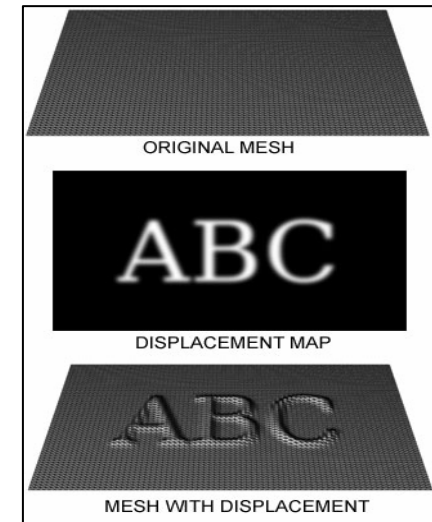 ORIGINAL MESH
ABC
DISPLACEMENT MAP
ABC
MESH WITH DISPLACEMENT